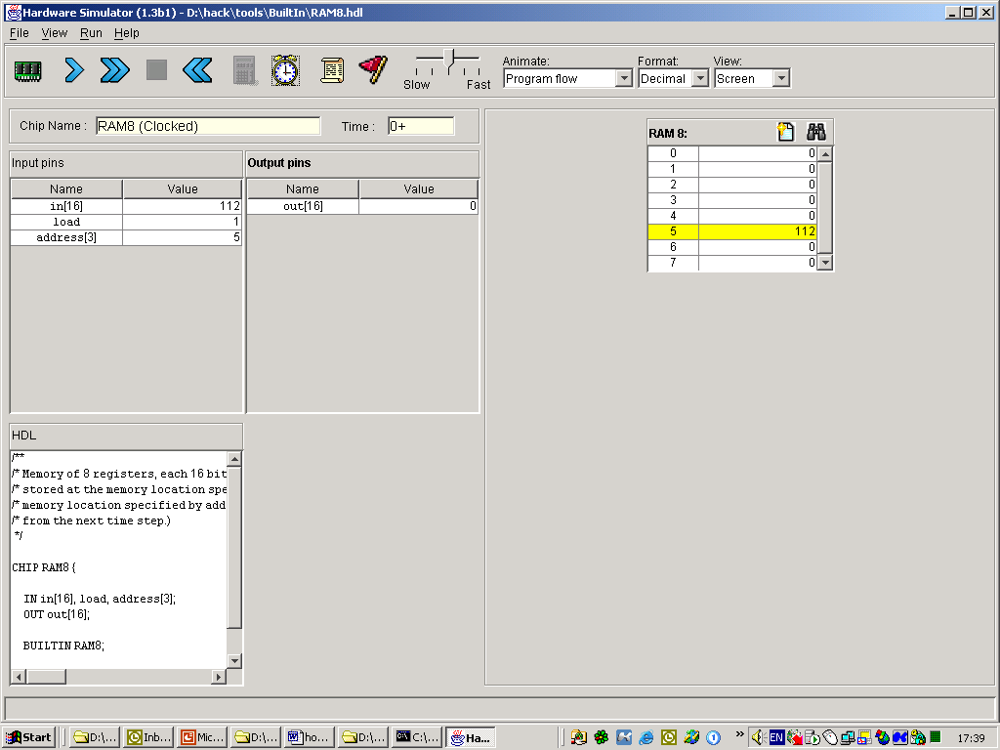 Hardware Simulator (1.3b1) - D:\hack\tools\BuiltIn\RAM8.hdl
File View Run Help
Slow Fast
Animate: Format: View:
Program flow Decimal Screen
Chip Name : RAM8 (Clocked) Time : 0+
Input pins
Name Value
in[16] 112
load 1
address[3] 5
Output pins
Name Value
out[16] 0
RAM 8:
0 0
1 0
2 0
3 0
4 0
5 112
6 0
7 0
HDL
/**
/* Memory of 8 registers, each 16 bit
/* stored at the memory location spe
/* memory location specified by add
/* from the next time step.)
*/
CHIP RAM8 {
IN in[16], load, address[3];
OUT out[16];
BUILTIN RAM8;
Start D:\... Inb... Mic... D:\... ho... D:\... C:\... Ha... » EN 17:39